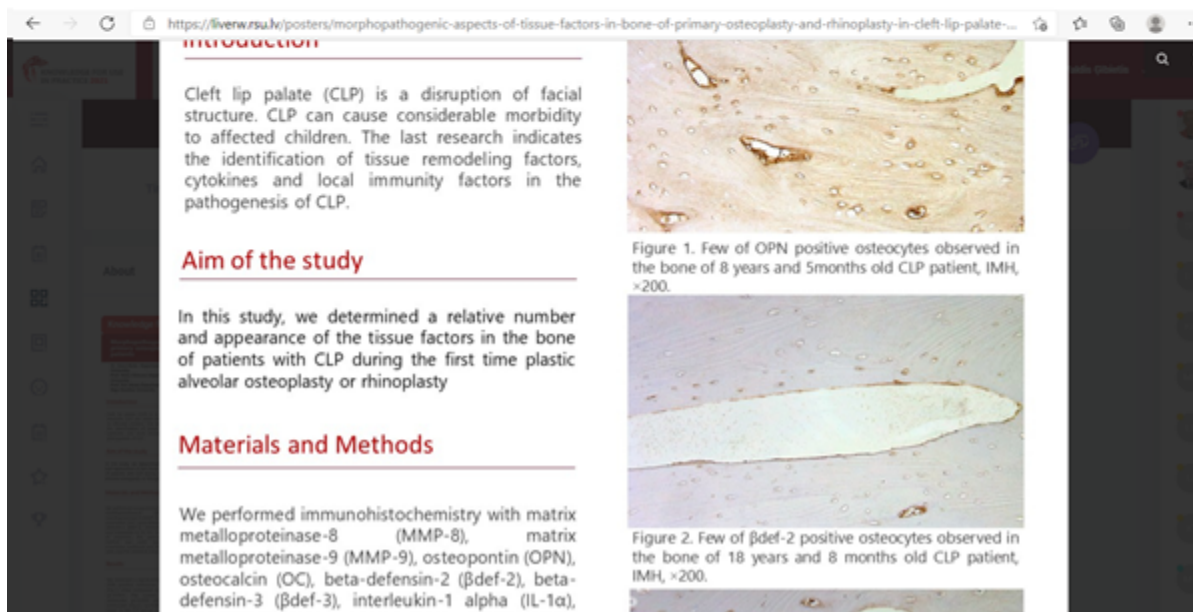 https://liverw.rsu.lv/posters/morphopathogenic-aspects-of-tissue-factors-in-bone-of-primary-osteoplasty-and-rhinoplasty-in-cleft-lip-palate-...
Introduction
Cleft lip palate (CLP) is a disruption of facial
structure. CLP can cause considerable morbidity
to affected children. The last research indicates
the identification of tissue remodeling factors,
cytokines and local immunity factors in the
pathogenesis of CLP.
Aim of the study
In this study, we determined a relative number
and appearance of the tissue factors in the bone
of patients with CLP during the first time plastic
alveolar osteoplasty or rhinoplasty
Materials and Methods
We performed immunohistochemistry with matrix
metalloproteinase-8 (MMP-8), matrix
metalloproteinase-9 (MMP-9), osteopontin (OPN),
osteocalcin (OC), beta-defensin-2 (βdef-2), beta-
defensin-3 (βdef-3), interleukin-1 alpha (IL-1α),
Figure 1. Few of OPN positive osteocytes observed in
the bone of 8 years and 5months old CLP patient, IMH,
×200.
Figure 2. Few of βdef-2 positive osteocytes observed in
the bone of 18 years and 8 months old CLP patient,
IMH, ×200.
About